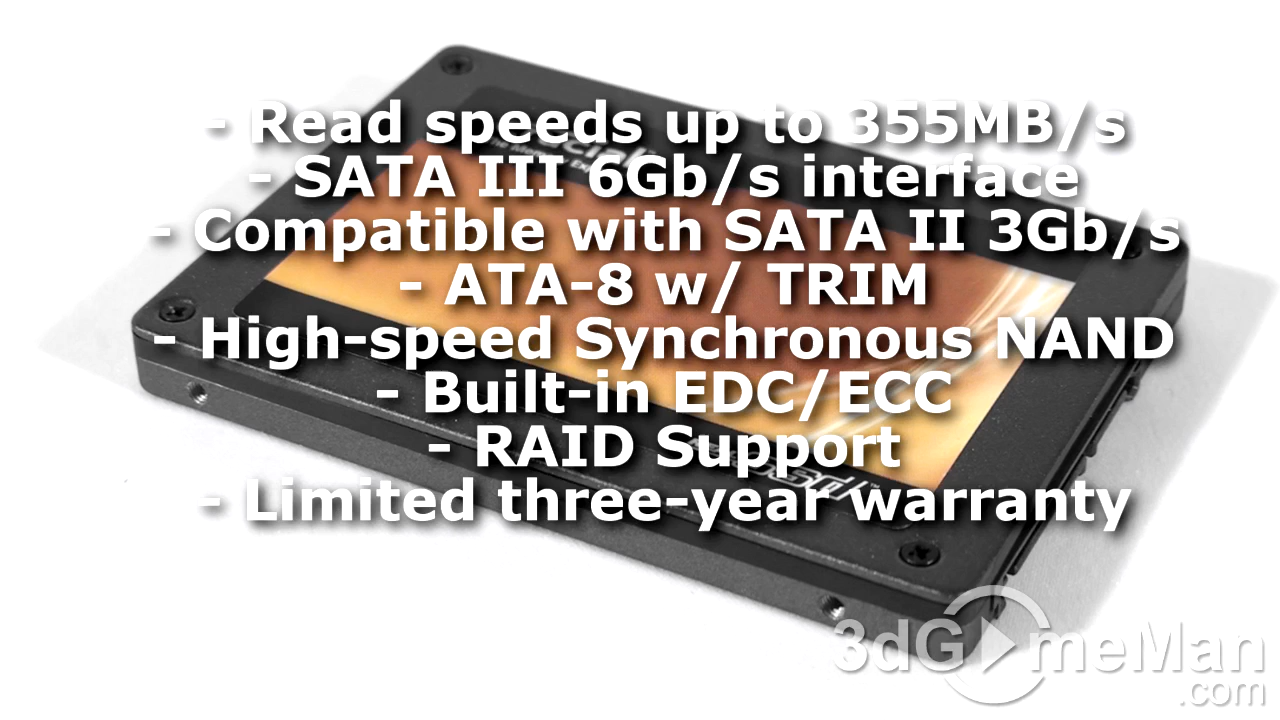 - Read speeds up to 355MB/s
- SATA III 6Gb/s interface
- Compatible with SATA II 3Gb/s
- ATA-8 w/ TRIM
- High-speed Synchronous NAND
- Built-in EDC/ECC
- RAID Support
- Limited three-year warranty
3dGameMan
.com